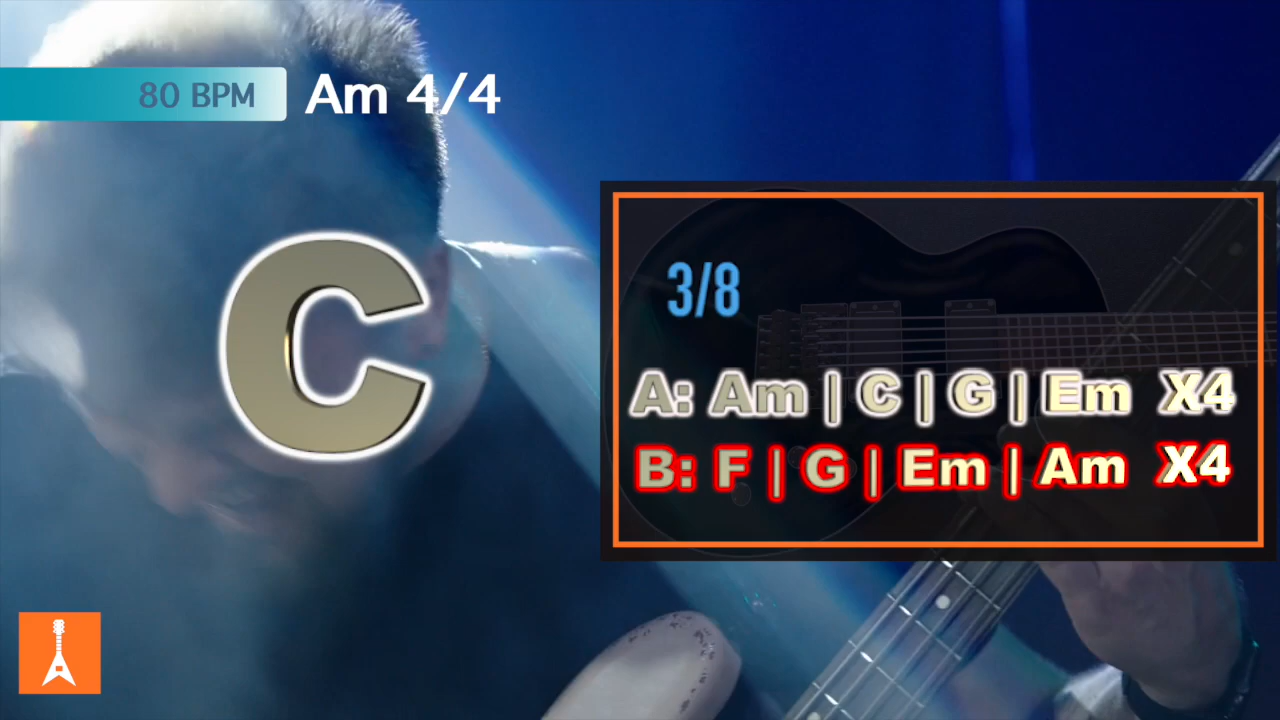 80 BPM Am 4/4
C
3/8
A: Am | C | G | Em X4
B: F | G | Em | Am X4